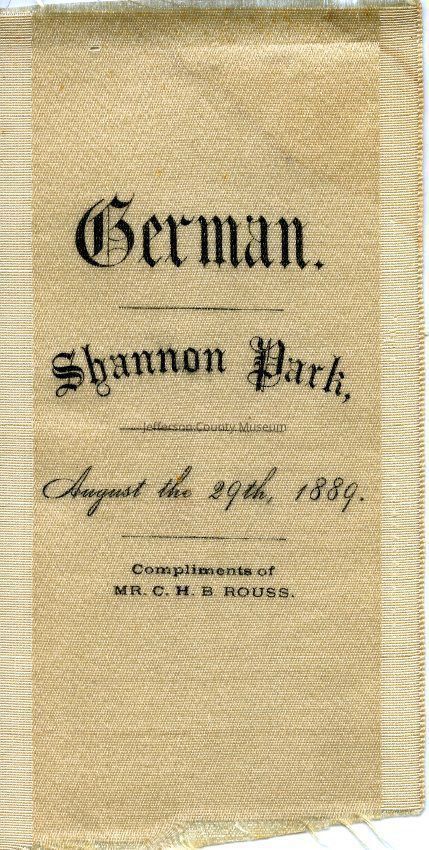 German.
Shannon Park,
Jefferson County Museum
August the 29th, 1889.
Compliments of
MR. C. H. B ROUSS.